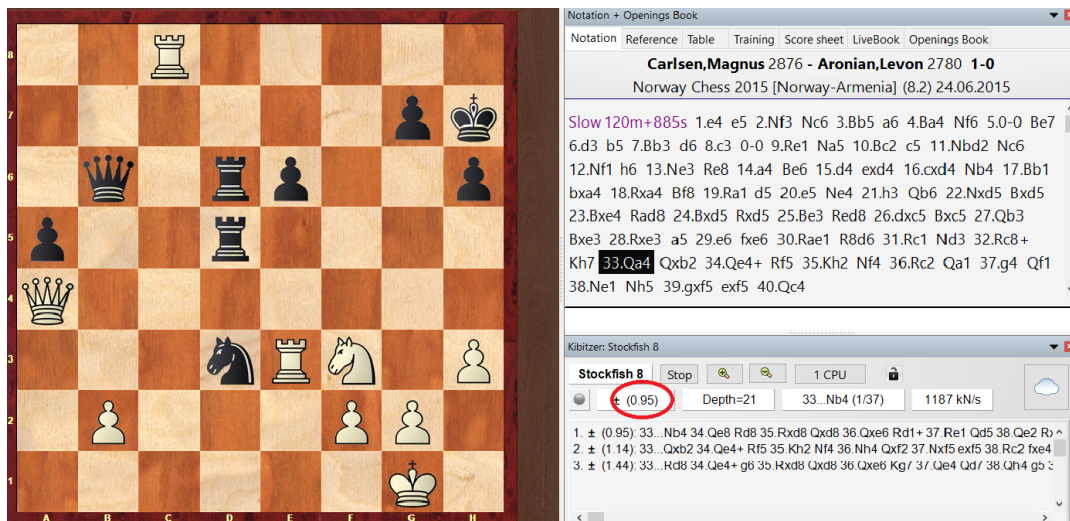 8
7
6
5
4
3
2
1
A B C D E F G H
Notation + Openings Book
Notation Reference Table Training Score sheet LiveBook Openings Book
Carlsen,Magnus 2876 - Aronian,Levon 2780 1-0
Norway Chess 2015 [Norway-Armenia] (8.2) 24.06.2015
Slow 120m+885s 1.e4 e5 2.Nf3 Nc6 3.Bb5 a6 4.Ba4 Nf6 5.0-0 Be7
6.d3 b5 7.Bb3 d6 8.c3 0-0 9.Re1 Na5 10.Bc2 c5 11.Nbd2 Nc6
12.Nf1 h6 13.Ne3 Re8 14.a4 Be6 15.d4 exd4 16.cxd4 Nb4 17.Bb1
bxa4 18.Rxa4 Bf8 19.Ra1 d5 20.e5 Ne4 21.h3 Qb6 22.Nxd5 Bxd5
23.Bxe4 Rad8 24.Bxd5 Rxd5 25.Be3 Red8 26.dxc5 Bxc5 27.Qb3
Bxe3 28.Rxe3 a5 29.e6 fxe6 30.Rae1 R8d6 31.Rc1 Nd3 32.Rc8+
Kh7 33.Qa4 Qxb2 34.Qe4+ Rf5 35.Kh2 Nf4 36.Rc2 Qa1 37.g4 Qf1
38.Ne1 Nh5 39.gxf5 exf5 40.Qc4
Kibitzer: Stockfish 8
Stockfish 8 Stop 1 CPU
± (0.95) Depth=21 33...Nb4 (1/37) 1187 kN/s
1. ± (0.95): 33...Nb4 34.Qe8 Rd8 35.Rxd8 Qxd8 36.Qxe6 Rd1+ 37.Re1 Qd5 38.Qe2 Rx
2. ± (1.14): 33...Qxb2 34.Qe4+ Rf5 35.Kh2 Nf4 36.Nh4 Qxf2 37.Nxf5 exf5 38.Rc2 fxe4
3. ± (1.44): 33...Rd8 34.Qe4+ g6 35.Rxd8 Qxd8 36.Qxe6 Kg7 37.Qe4 Qd7 38.Qh4 g5